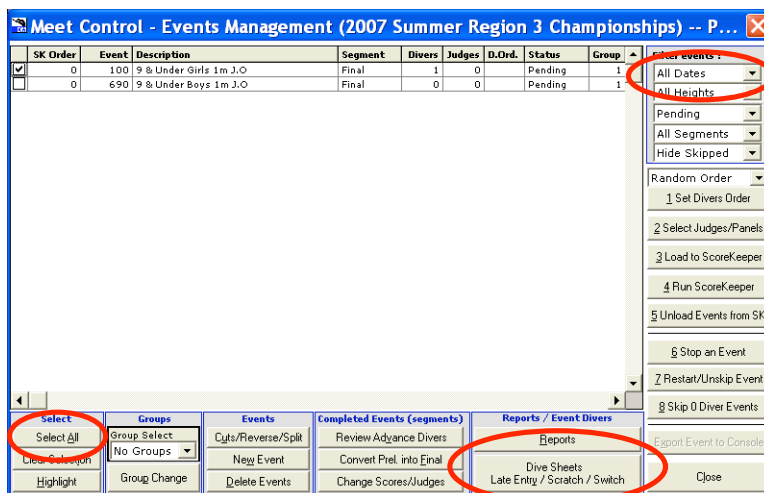 Meet Control - Events Management (2007 Summer Region 3 Championships) -- P...
SK Order Event Description Segment Divers Judges D.Ord. Status Group
0 100 9 & Under Girls 1m J.O Final 1 0 Pending 1
0 690 9 & Under Boys 1m J.O Final 0 0 Pending 1
Filter events :
All Dates
All Heights
Pending
All Segments
Hide Skipped
Random Order
1 Set Divers Order
2 Select Judges/Panels
3 Load to ScoreKeeper
4 Run ScoreKeeper
5 Unload Events from SK
6 Stop an Event
7 Restart/Unskip Event
8 Skip 0 Diver Events
Export Event to Console
Close
Select
Select All
Clear Selection
Highlight
Groups
Group Select
No Groups
Group Change
Events
Cuts/Reverse/Split
New Event
Delete Events
Completed Events (segments)
Review Advance Divers
Convert Prel. into Final
Change Scores/Judges
Reports / Event Divers
Reports
Dive Sheets
Late Entry / Scratch / Switch